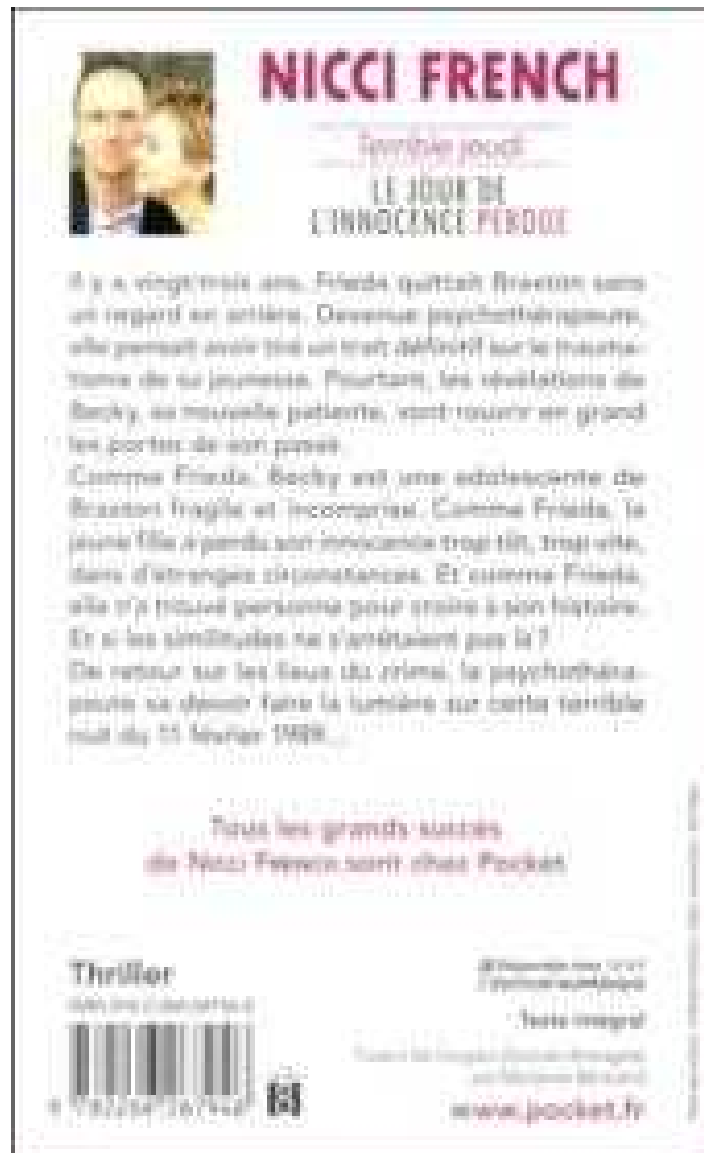 NICCI FRENCH
Terrible jeudi
LE JOUR DE
L'INNOCENCE PERDUE
Il y a vingt-trois ans, Frieda quittait Braxton sans
un regard en arrière. Devenue psychothérapeute,
elle pensait avoir tiré un trait définitif sur le trauma-
tisme de sa jeunesse. Pourtant, les révélations de
Becky, sa nouvelle patiente, vont rouvrir en grand
les portes de son passé.
Comme Frieda, Becky est une adolescente de
Braxton fragile et incomprise. Comme Frieda, la
jeune fille a perdu son innocence trop tôt, trop vite,
dans d'étranges circonstances. Et comme Frieda,
elle n'a trouvé personne pour croire à son histoire.
Et si les similitudes ne s'arrêtaient pas là ?
De retour sur les lieux du crime, la psychothéra-
peute va devoir faire la lumière sur cette terrible
nuit du 11 février 1989...
Tous les grands succès
de Nicci French sont chez Pocket
Thriller
Texte intégral
www.pocket.fr